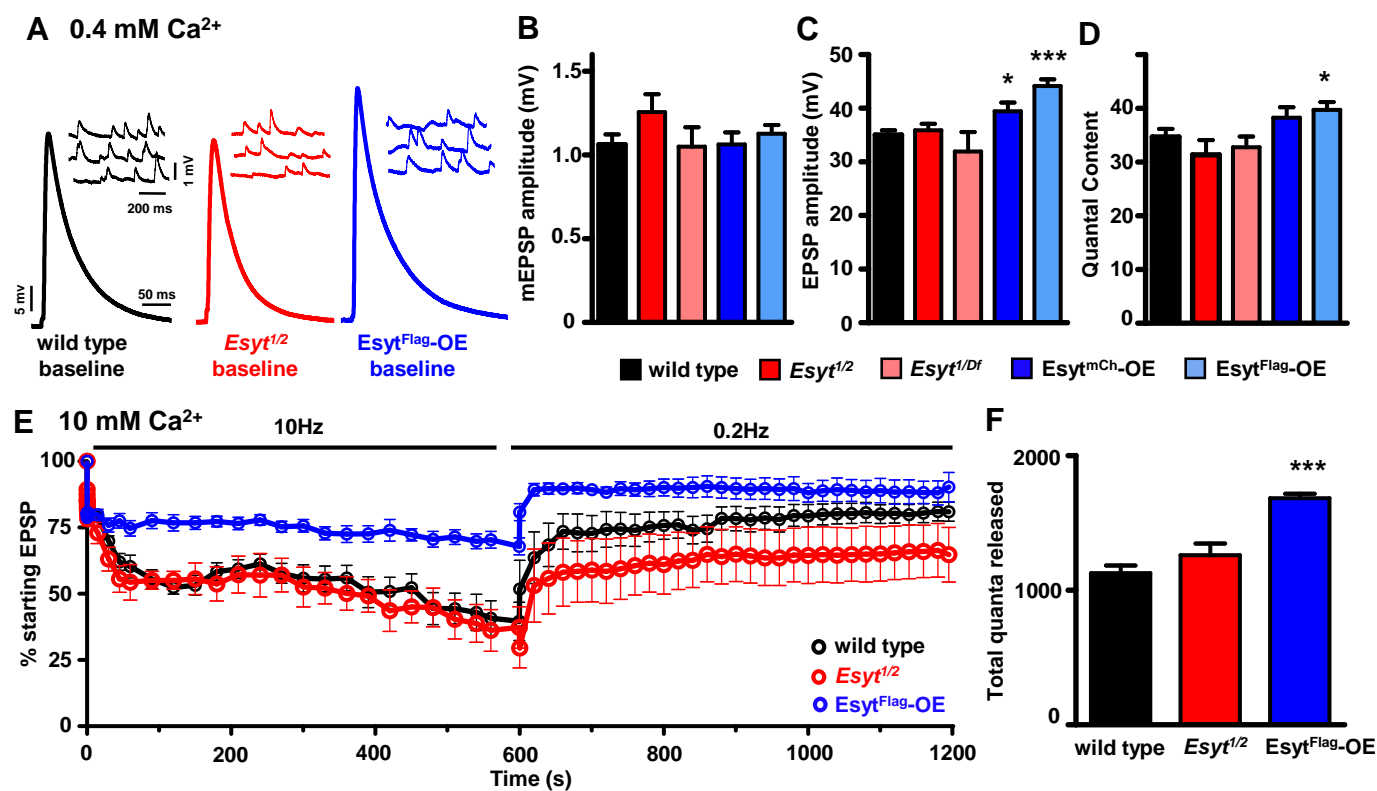 A 0.4 mM Ca²⁺
1 mV
200 ms
5 mV
50 ms
wild type
baseline
Esyt¹/²
baseline
Esytᶠˡᵃᵍ-OE
baseline
B
mEPSP amplitude (mV)
1.5
1.0
0.5
0
C
EPSP amplitude (mV)
50
40
30
20
10
0
*
***
D
Quantal Content
40
30
20
10
0
*
wild type
Esyt¹/²
Esyt¹/ᴰᶠ
Esytᵐᶜʰ-OE
Esytᶠˡᵃᵍ-OE
E 10 mM Ca²⁺
10Hz
0.2Hz
% starting EPSP
100
75
50
25
0
wild type
Esyt¹/²
Esytᶠˡᵃᵍ-OE
0
200
400
600
800
1000
1200
Time (s)
F
Total quanta released
2000
1000
0
***
wild type
Esyt¹/²
Esytᶠˡᵃᵍ-OE